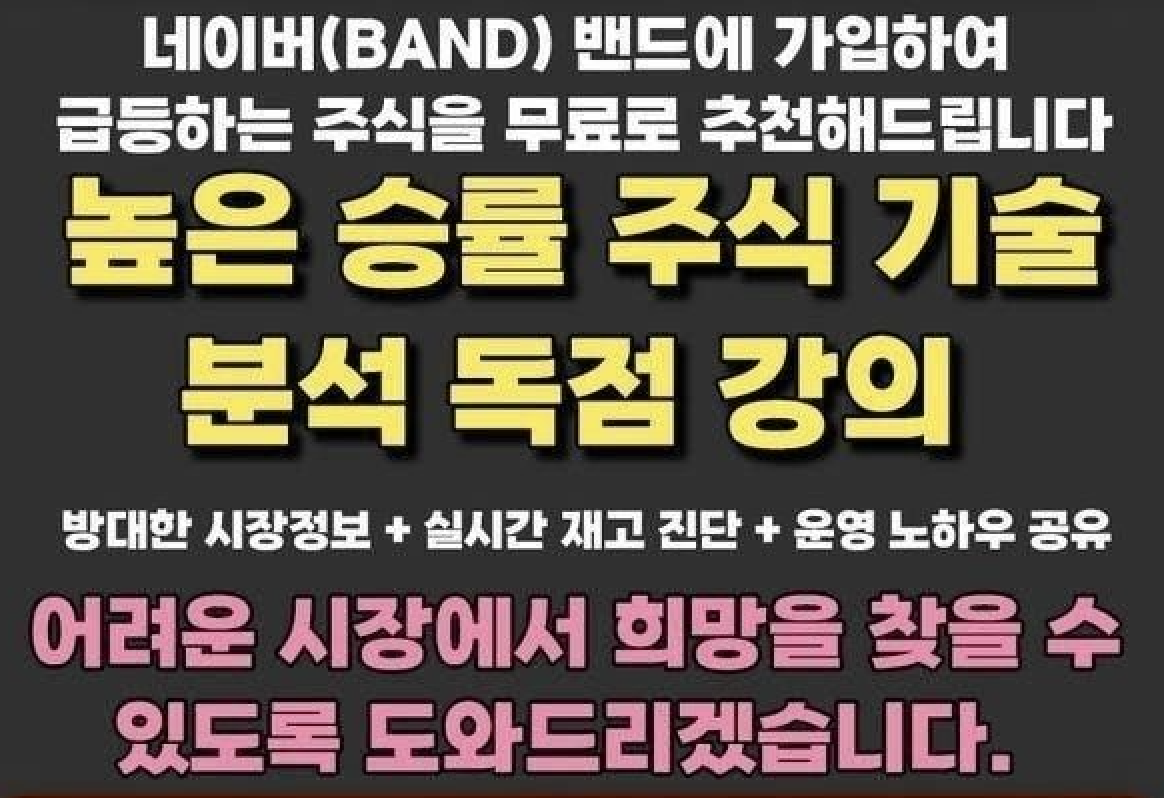 네이버(BAND) 밴드에 가입하여
급등하는 주식을 무료로 추천해드립니다
높은 승률 주식 기술
분석 독점 강의
방대한 시장정보 + 실시간 재고 진단 + 운영 노하우 공유
어려운 시장에서 희망을 찾을 수
있도록 도와드리겠습니다.